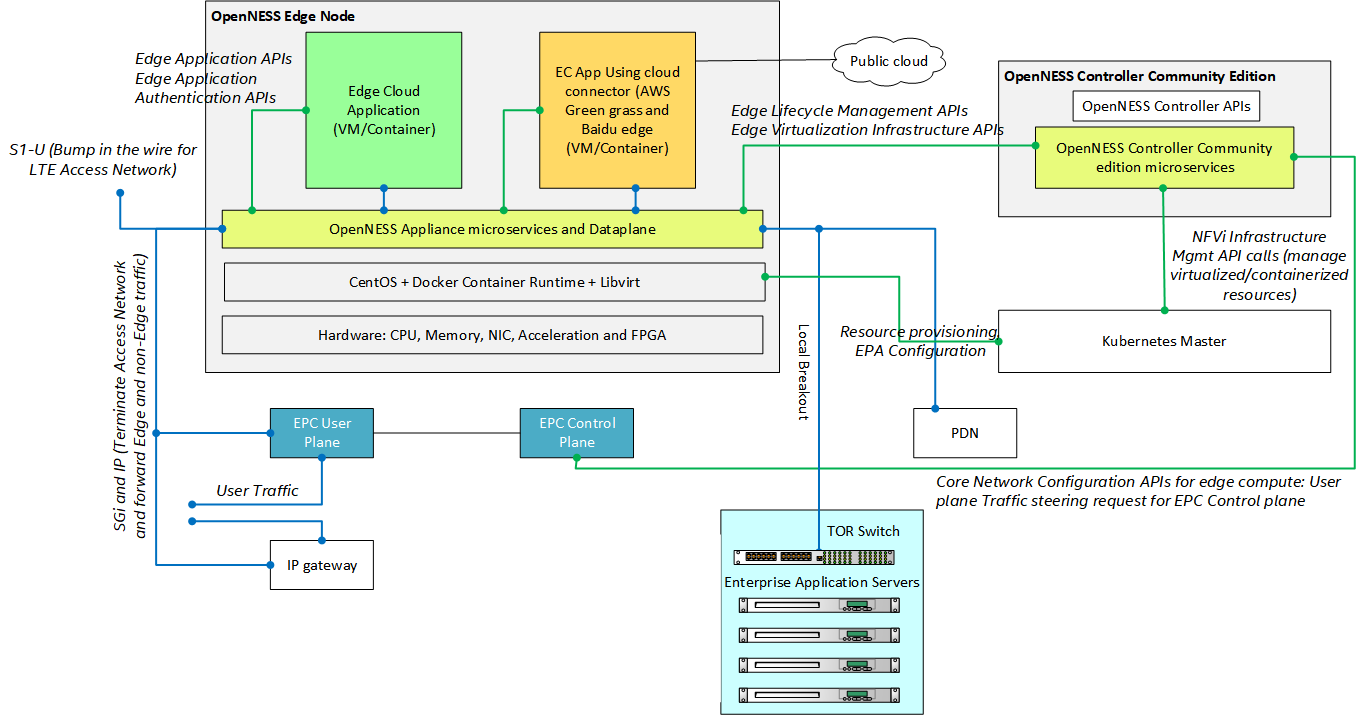 OpenNESS Edge Node
Edge Application APIs
Edge Application
Authentication APIs
Edge Cloud
Application
(VM/Container)
EC App Using cloud
connector (AWS
Green grass and
Baidu edge
(VM/Container)
Public cloud
OpenNESS Controller Community Edition
OpenNESS Controller APIs
Edge Lifecycle Management APIs
Edge Virtualization Infrastructure APIs
OpenNESS Controller Community
edition microservices
S1-U (Bump in the wire for
LTE Access Network)
OpenNESS Appliance microservices and Dataplane
NFVi Infrastructure
Mgmt API calls (manage
virtualized/containerized
resources)
CentOS + Docker Container Runtime + Libvirt
Hardware: CPU, Memory, NIC, Acceleration and FPGA
Resource provisioning,
EPA Configuration
Kubernetes Master
SGi and IP (Terminate Access Network
and forward Edge and non-Edge traffic)
Local Breakout
EPC User
Plane
EPC Control
Plane
PDN
User Traffic
Core Network Configuration APIs for edge compute: User
plane Traffic steering request for EPC Control plane
IP gateway
TOR Switch
Enterprise Application Servers